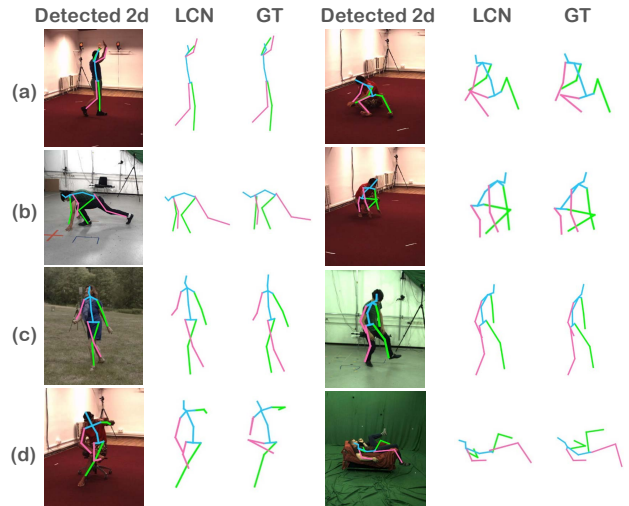 Detected 2d LCN GT Detected 2d LCN GT
(a)
(b)
(c)
(d)